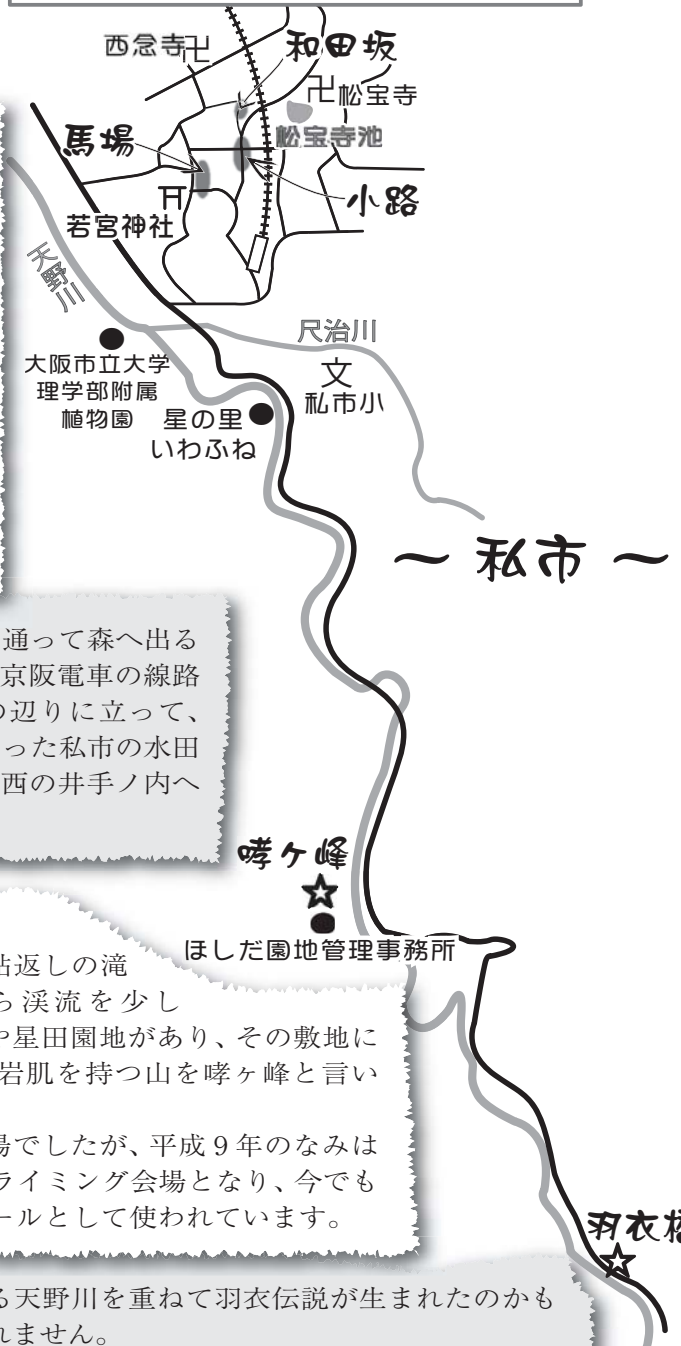 西念寺
和田坂
松宝寺
松宝寺池
馬場
小路
若宮神社
天野川
尺治川
大阪市立大学
理学部附属
植物園
文
私市小
星の里
いわふね
～ 私市 ～
通って森へ出る
京阪電車の線路
の辺りに立って、
った私市の水田
西の井手ノ内へ
哮ヶ峰
ほしだ園地管理事務所
返しの滝
ら渓流を少し
や星田園地があり、その敷地に
岩肌を持つ山を哮ヶ峰と言い
場でしたが、平成９年のなみは
ライミング会場となり、今でも
ールとして使われています。
羽衣橋
る天野川を重ねて羽衣伝説が生まれたのかも
れません。